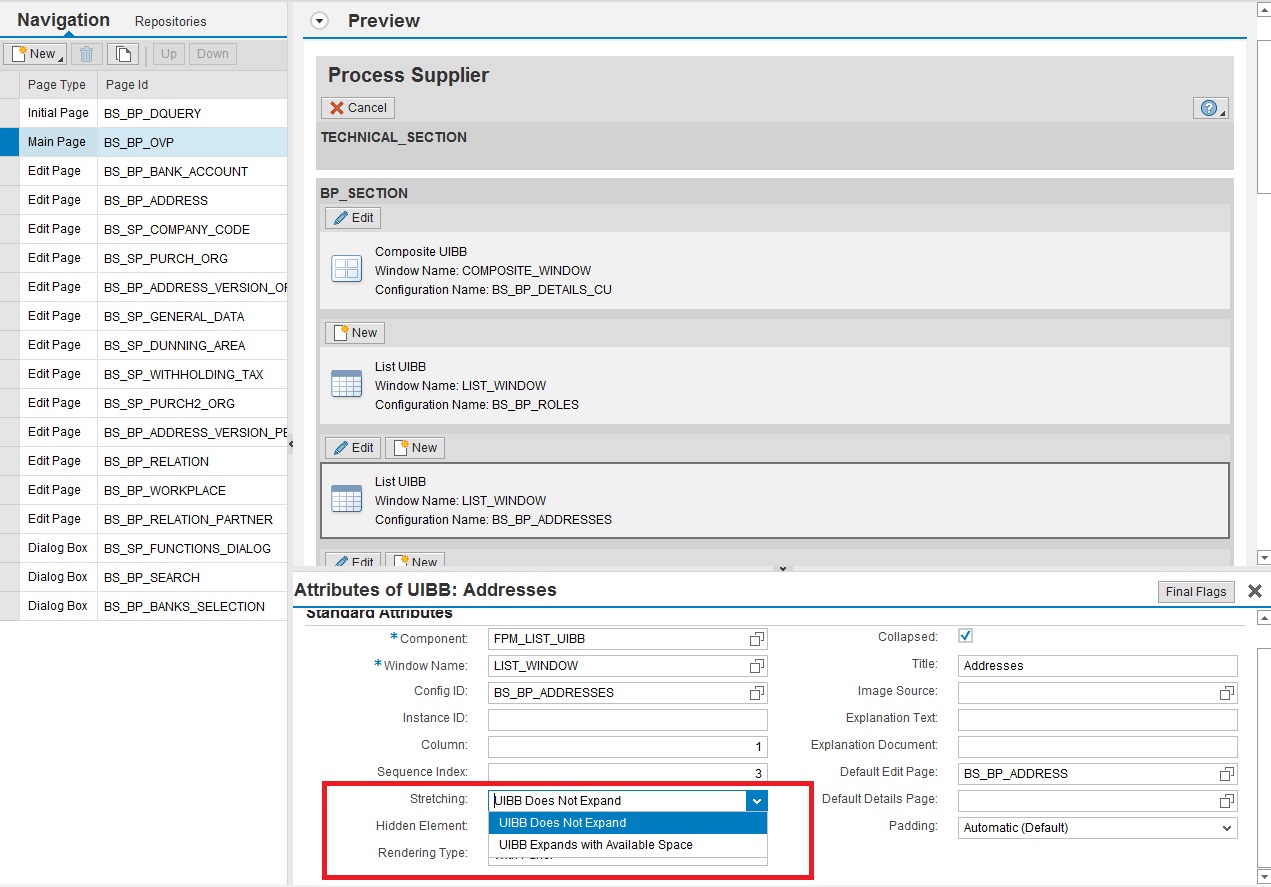 Navigation Repositories
New Up Down
Page Type Page Id
Initial Page BS_BP_DQUERY
Main Page BS_BP_OVP
Edit Page BS_BP_BANK_ACCOUNT
Edit Page BS_BP_ADDRESS
Edit Page BS_SP_COMPANY_CODE
Edit Page BS_SP_PURCH_ORG
Edit Page BS_BP_ADDRESS_VERSION_OR
Edit Page BS_SP_GENERAL_DATA
Edit Page BS_SP_DUNNING_AREA
Edit Page BS_SP_WITHHOLDING_TAX
Edit Page BS_SP_PURCH2_ORG
Edit Page BS_BP_ADDRESS_VERSION_PE
Edit Page BS_BP_RELATION
Edit Page BS_BP_WORKPLACE
Edit Page BS_BP_RELATION_PARTNER
Dialog Box BS_SP_FUNCTIONS_DIALOG
Dialog Box BS_BP_SEARCH
Dialog Box BS_BP_BANKS_SELECTION
Preview
Process Supplier
Cancel ?
TECHNICAL_SECTION
BP_SECTION
Edit
Composite UIBB
Window Name: COMPOSITE_WINDOW
Configuration Name: BS_BP_DETAILS_CU
New
List UIBB
Window Name: LIST_WINDOW
Configuration Name: BS_BP_ROLES
Edit New
List UIBB
Window Name: LIST_WINDOW
Configuration Name: BS_BP_ADDRESSES
Edit New
Attributes of UIBB: Addresses Final Flags
Standard Attributes
*Component: FPM_LIST_UIBB
*Window Name: LIST_WINDOW
Config ID: BS_BP_ADDRESSES
Instance ID:
Column: 1
Sequence Index: 3
Stretching: UIBB Does Not Expand
UIBB Does Not Expand
Hidden Element:
UIBB Expands with Available Space
Rendering Type:
Collapsed:
Title: Addresses
Image Source:
Explanation Text:
Explanation Document:
Default Edit Page: BS_BP_ADDRESS
Default Details Page:
Padding: Automatic (Default)